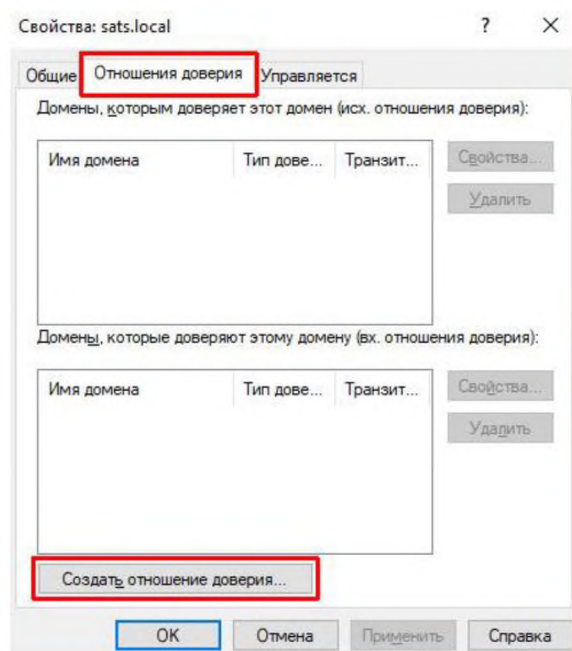 Свойства: sats.local ? ×
Общие Отношения доверия Управляется
Домены, которым доверяет этот домен (исх. отношения доверия):
Имя домена Тип дове... Транзит... Свойства...
Удалить
Домены, которые доверяют этому домену (вх. отношения доверия):
Имя домена Тип дове... Транзит... Свойства...
Удалить
Создать отношение доверия...
OK Отмена Применить Справка